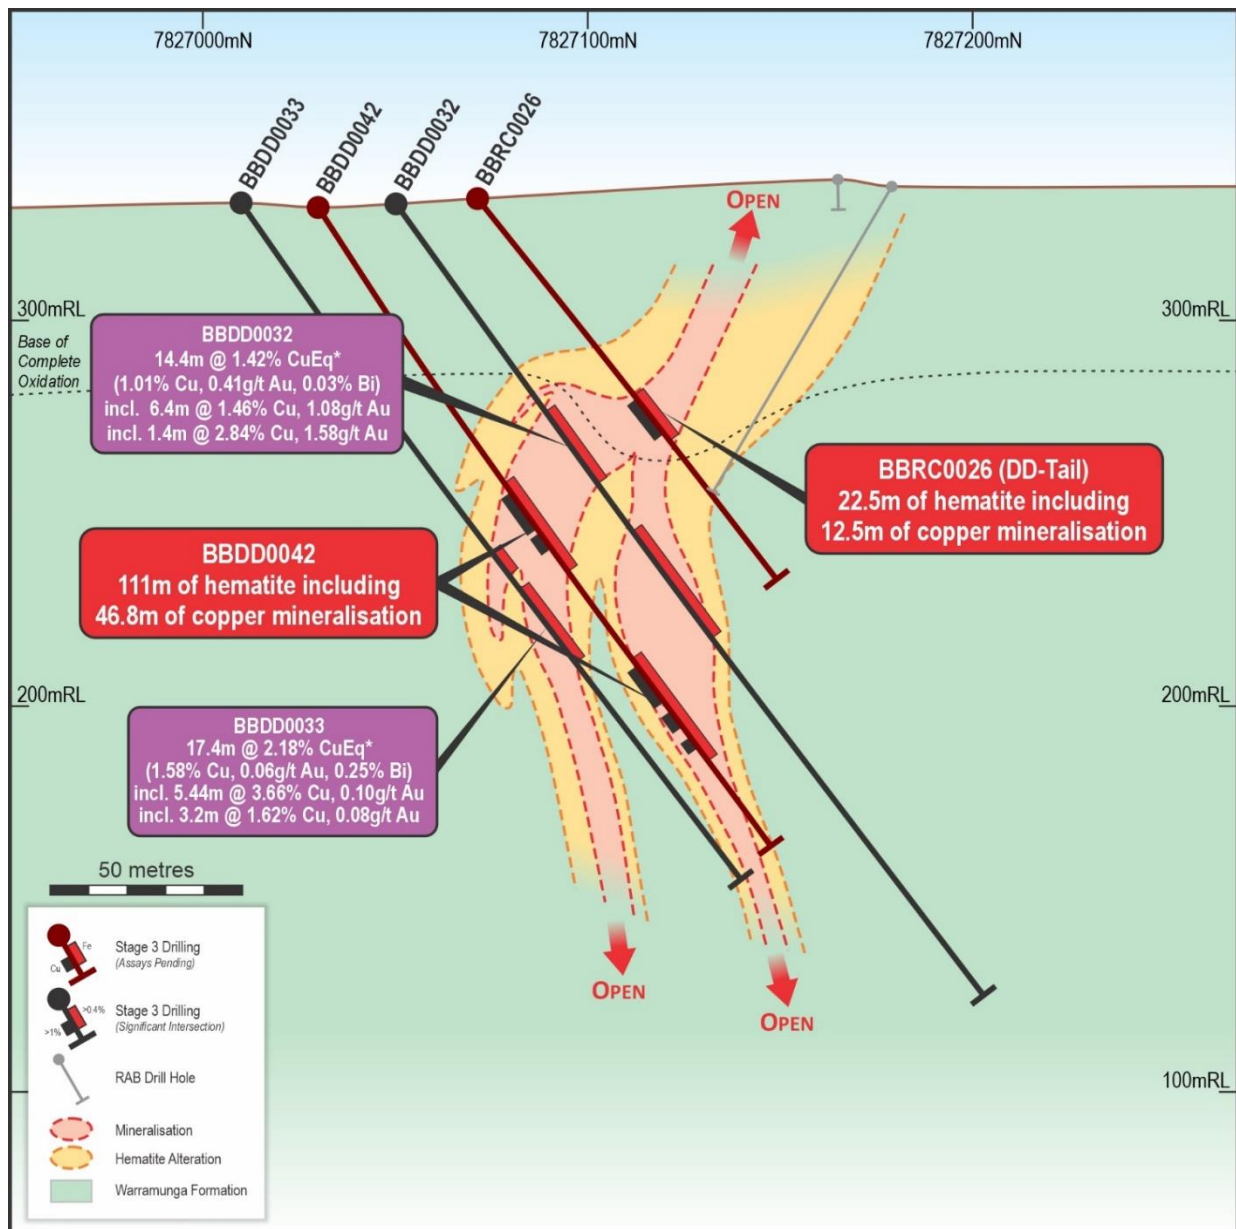 7827000mN
7827100mN
7827200mN
BBDD0033
BBDD0042
BBDD0032
BBRC0026
OPEN
300mRL
300mRL
Base of
Complete
Oxidation
BBDD0032
14.4m @ 1.42% CuEq*
(1.01% Cu, 0.41g/t Au, 0.03% Bi)
incl. 6.4m @ 1.46% Cu, 1.08g/t Au
incl. 1.4m @ 2.84% Cu, 1.58g/t Au
BBRC0026 (DD-Tail)
22.5m of hematite including
12.5m of copper mineralisation
BBDD0042
111m of hematite including
46.8m of copper mineralisation
200mRL
200mRL
BBDD0033
17.4m @ 2.18% CuEq*
(1.58% Cu, 0.06g/t Au, 0.25% Bi)
incl. 5.44m @ 3.66% Cu, 0.10g/t Au
incl. 3.2m @ 1.62% Cu, 0.08g/t Au
50 metres
OPEN
OPEN
100mRL
Fe
Cu
Stage 3 Drilling
(Assays Pending)
>0.4%
>1%
Stage 3 Drilling
(Significant Intersection)
RAB Drill Hole
Mineralisation
Hematite Alteration
Warramunga Formation